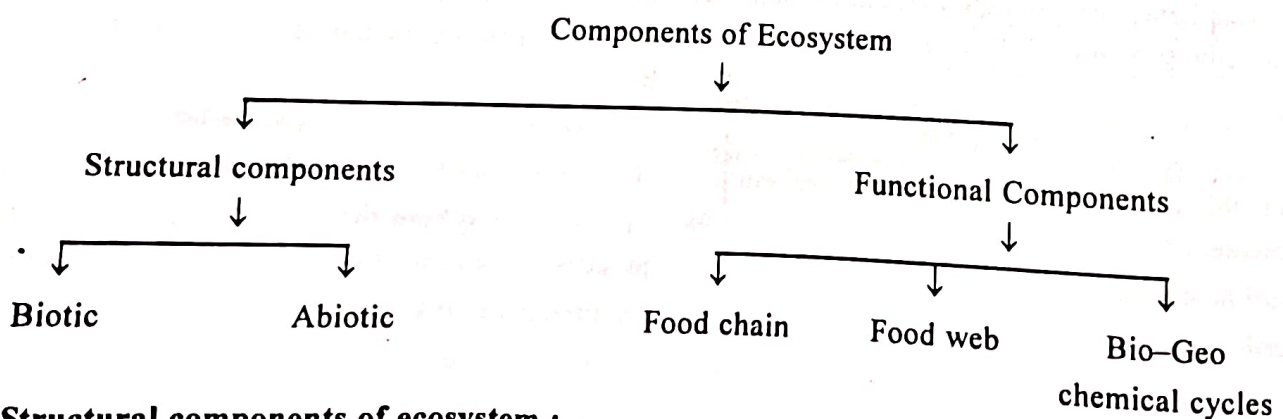 Components of Ecosystem
Structural components
Functional Components
Biotic
Abiotic
Food chain
Food web
Bio–Geo
chemical cycles
Structural components of ecosystem :